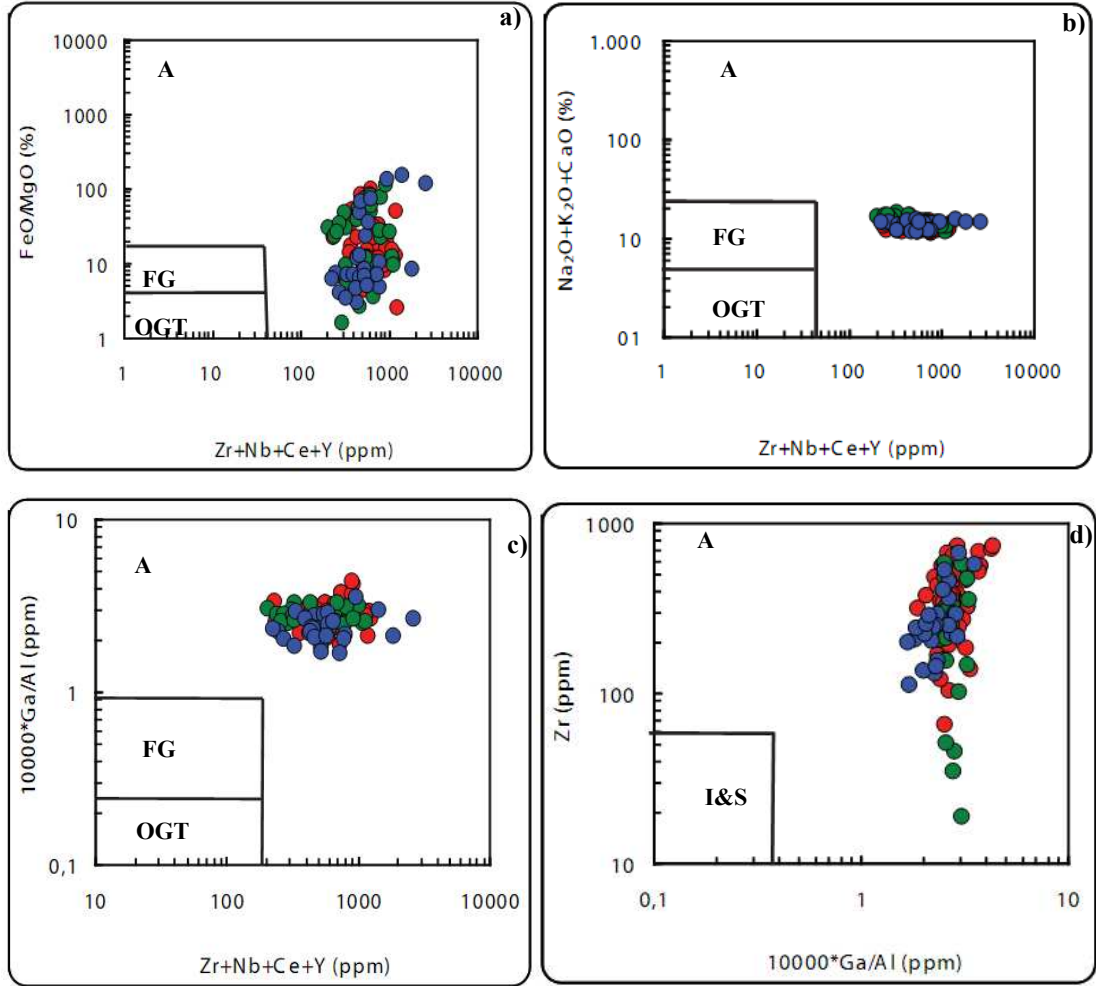 a)
10000
1000
100
10
1
A
FG
OGT
1 10 100 1000 10000
FeO/MgO (%)
Zr+Nb+Ce+Y (ppm)
b)
1.000
100
10
01
A
FG
OGT
1 10 100 1000 10000
Na₂O+K₂O+CaO (%)
Zr+Nb+Ce+Y (ppm)
c)
10
1
0,1
A
FG
OGT
10 100 1000 10000
10000*Ga/Al (ppm)
Zr+Nb+Ce+Y (ppm)
d)
1000
100
10
A
I&S
0,1 1 10
Zr (ppm)
10000*Ga/Al (ppm)